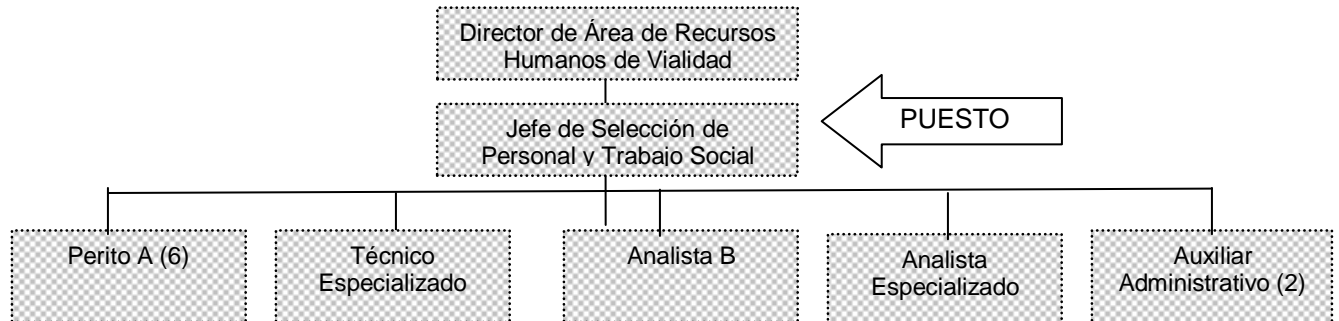 Director de Área de Recursos
Humanos de Vialidad
Jefe de Selección de
Personal y Trabajo Social
PUESTO
Perito A (6)
Técnico
Especializado
Analista B
Analista
Especializado
Auxiliar
Administrativo (2)